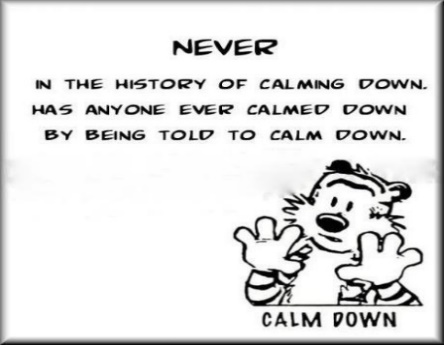 NEVER
IN THE HISTORY OF CALMING DOWN.
HAS ANYONE EVER CALMED DOWN
BY BEING TOLD TO CALM DOWN.
CALM DOWN